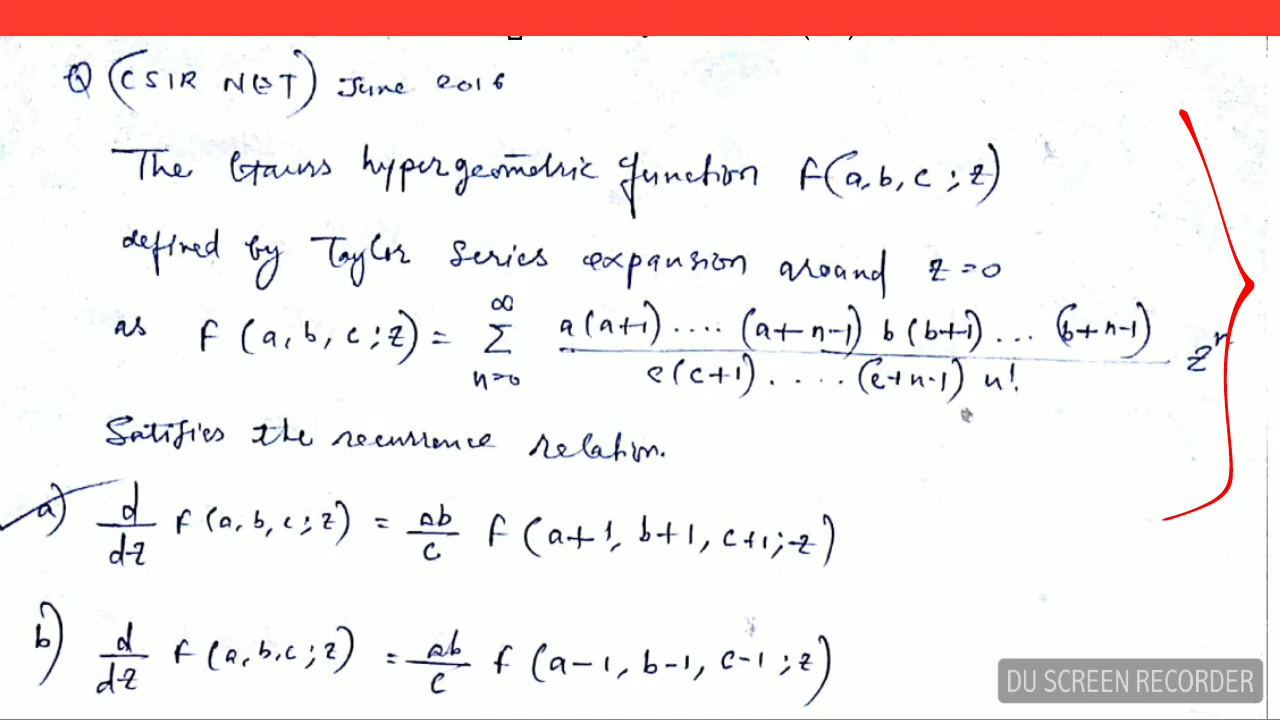 Q (CSIR NET) June 2016
The Gauss hypergeometric function F(a, b, c ; z)
defined by Taylor Series expansion around z = 0
as F (a, b, c ; z) = ∞ Σ n=0 a(a+1) .... (a+n-1) b(b+1) ... (b+n-1) / c(c+1) ..... (c+n-1) n! z^n
Satifies the recurrence relation.
a) d/dz F (a, b, c ; z) = ab/c F (a+1, b+1, c+1 ; z)
b) d/dz F (a, b, c ; z) = ab/c F (a-1, b-1, c-1 ; z)
DU SCREEN RECORDER